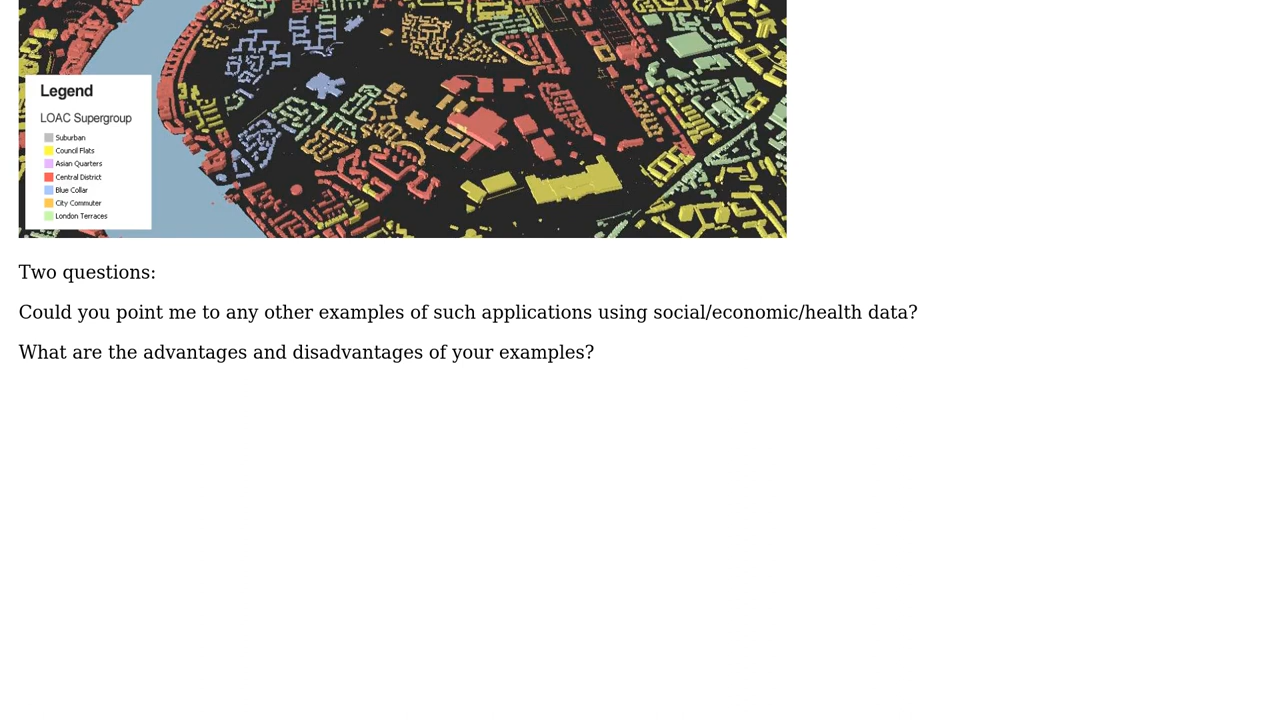 Legend
LOAC Supergroup
Suburban
Council Flats
Asian Quarters
Central District
Blue Collar
City Commuter
London Terraces
Two questions:
Could you point me to any other examples of such applications using social/economic/health data?
What are the advantages and disadvantages of your examples?